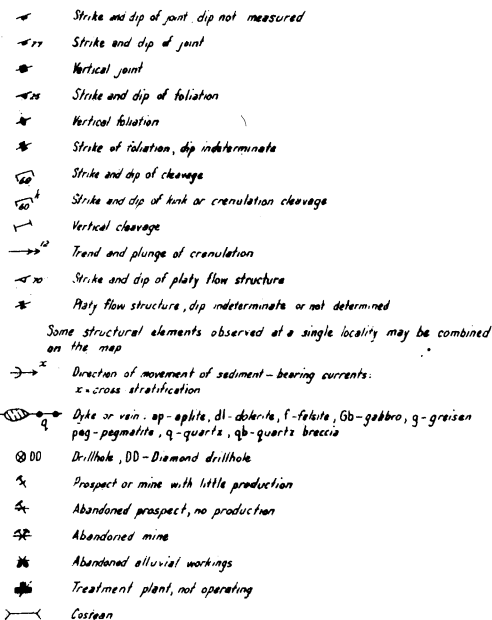 Strike and dip of joint, dip not measured
77 Strike and dip of joint
Vertical joint
25 Strike and dip of foliation
Vertical foliation
Strike of foliation, dip indeterminate
60 Strike and dip of cleavage
60 k Strike and dip of kink or crenulation cleavage
Vertical cleavage
12 Trend and plunge of crenulation
70 Strike and dip of platy flow structure
Platy flow structure, dip indeterminate or not determined
Some structural elements observed at a single locality may be combined
on the map
x Direction of movement of sediment-bearing currents:
x = cross stratification
q Dyke or vein. ap-aplite, dl-dolerite, f-felsite, Gb-gabbro, g-greisen
peg-pegmatite, q-quartz, qb-quartz breccia
DD Drillhole, DD-Diamond drillhole
Prospect or mine with little production
Abandoned prospect, no production
Abandoned mine
Abandoned alluvial workings
Treatment plant, not operating
Costean